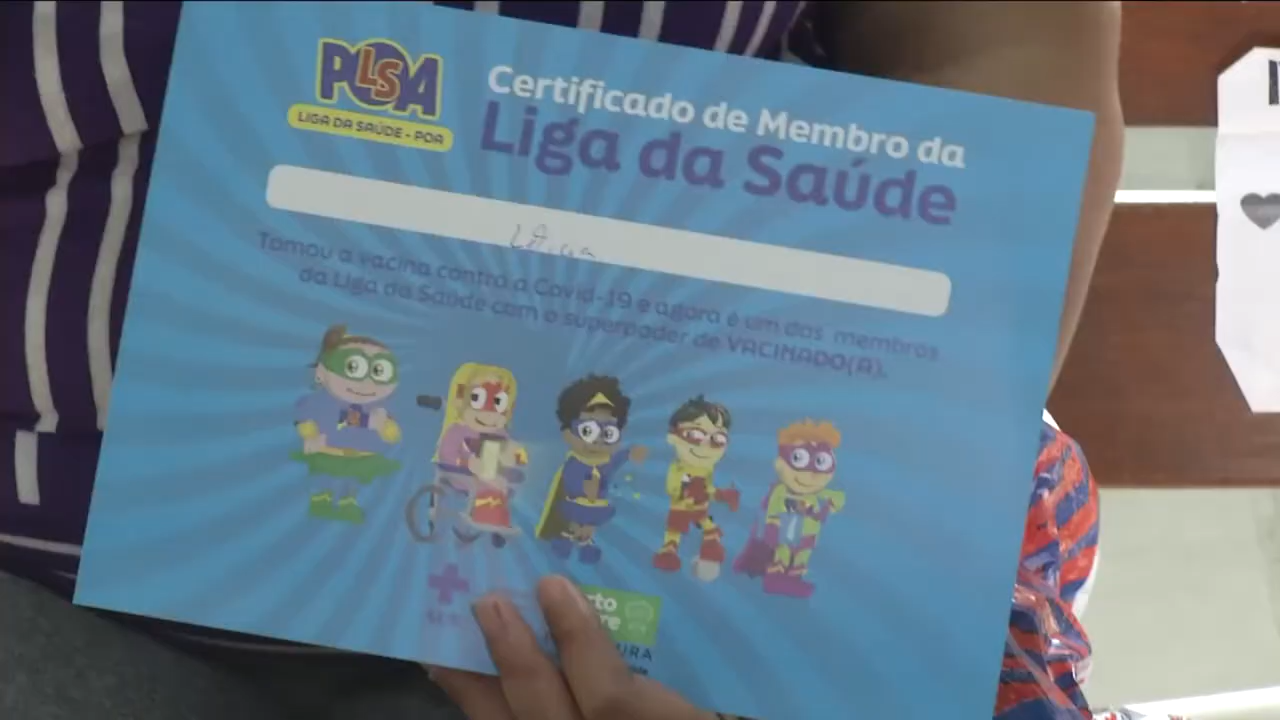 PLSA
LIGA DA SAÚDE - POA
Certificado de Membro da
Liga da Saúde
Tomou a vacina contra a Covid-19 e agora é um dos membros
da Liga da Saúde com o superpoder de VACINADO(A).